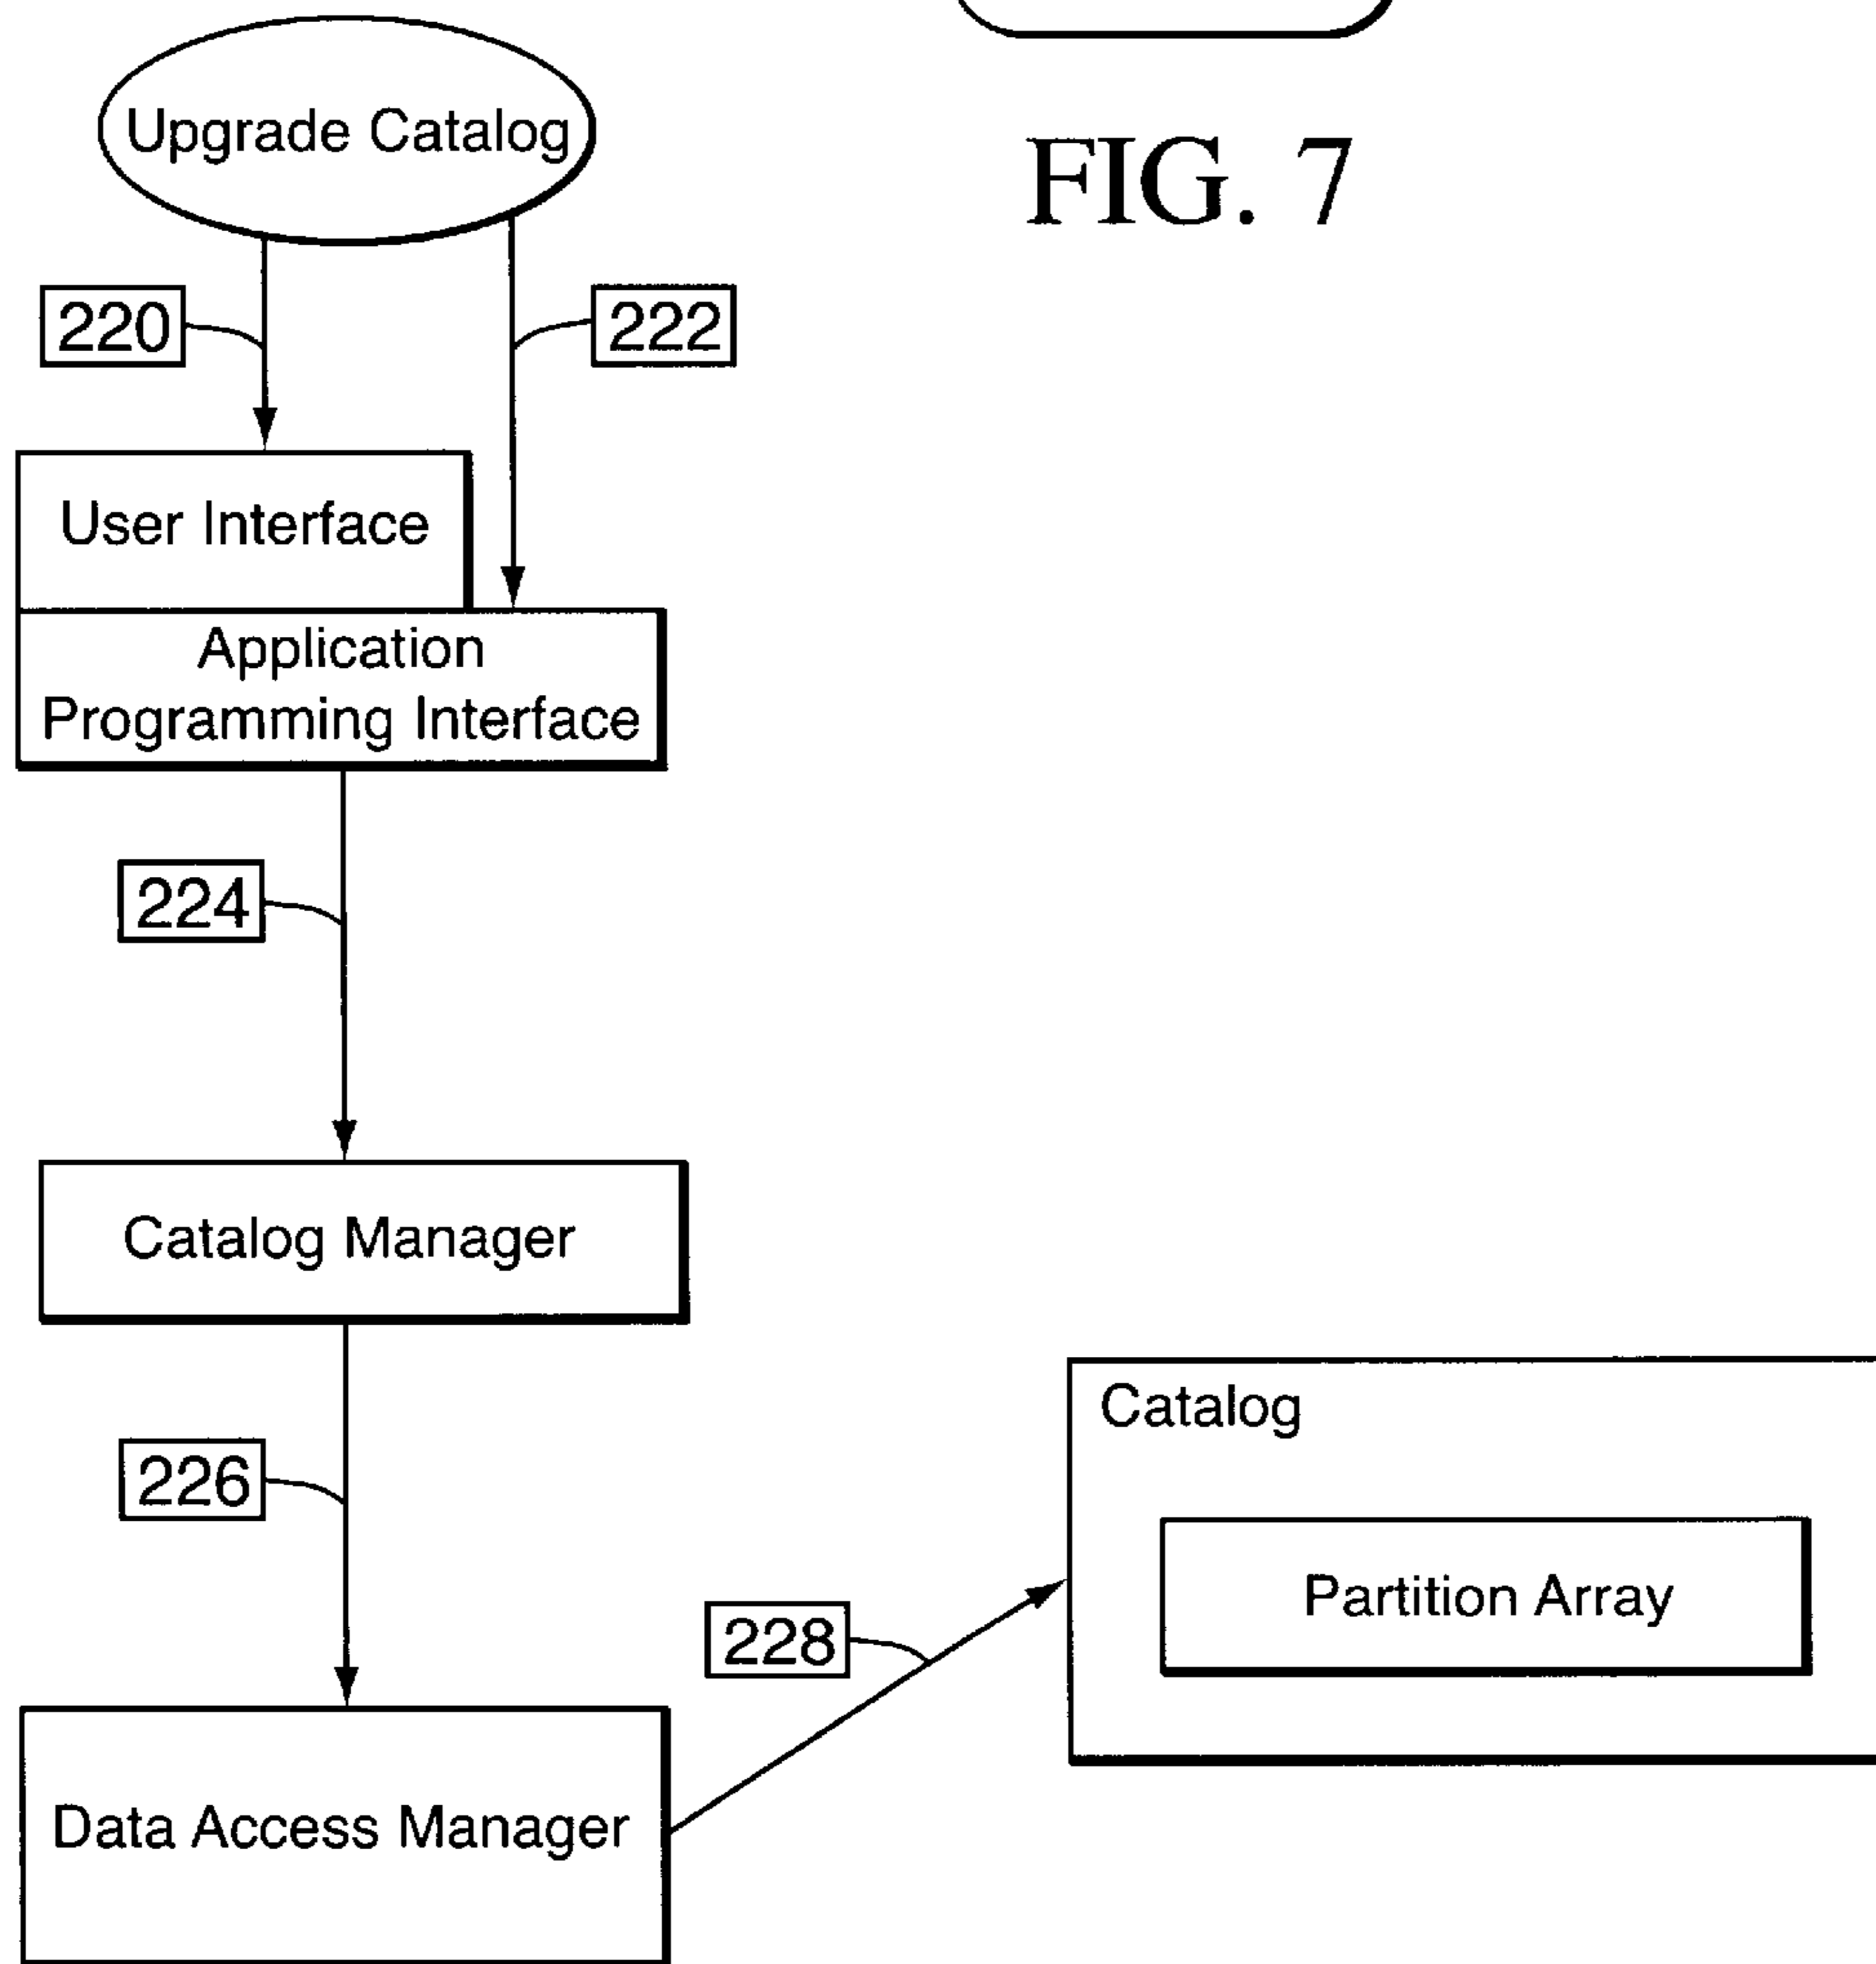 Upgrade Catalog
FIG. 7
220
222
User Interface
Application
Programming Interface
224
Catalog Manager
226
Catalog
Partition Array
228
Data Access Manager